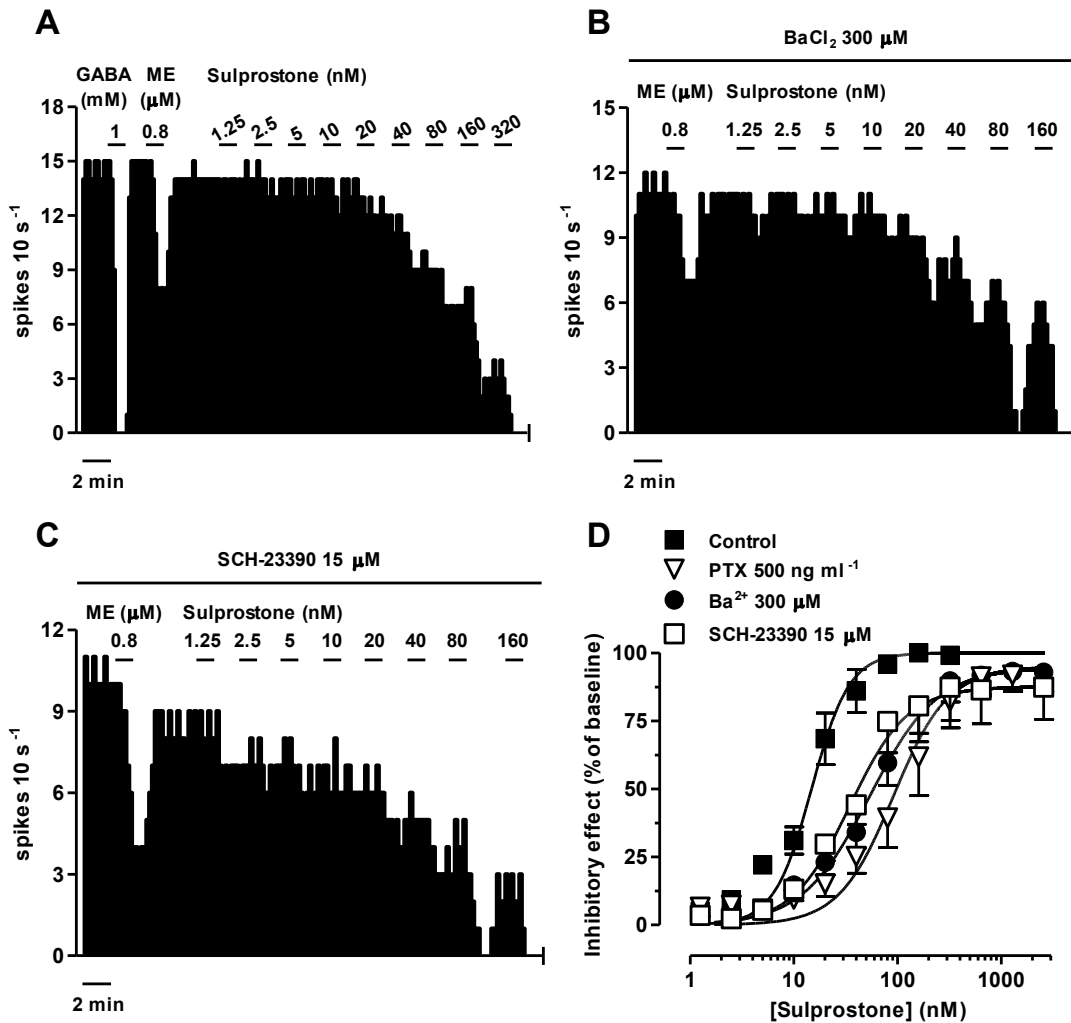 A
GABA ME Sulprostone (nM)
(mM) (μM)
1 0.8 1.25 2.5 5 10 20 40 80 160 320
18
15
12
9
6
3
0
spikes 10 s⁻¹
2 min
B
BaCl₂ 300 μM
ME (μM) Sulprostone (nM)
0.8 1.25 2.5 5 10 20 40 80 160
15
12
9
6
3
0
spikes 10 s⁻¹
2 min
C
SCH-23390 15 μM
ME (μM) Sulprostone (nM)
0.8 1.25 2.5 5 10 20 40 80 160
12
9
6
3
0
spikes 10 s⁻¹
2 min
D
Control
PTX 500 ng ml⁻¹
Ba²⁺ 300 μM
SCH-23390 15 μM
100
75
50
25
0
Inhibitory effect (% of baseline)
1 10 100 1000
[Sulprostone] (nM)